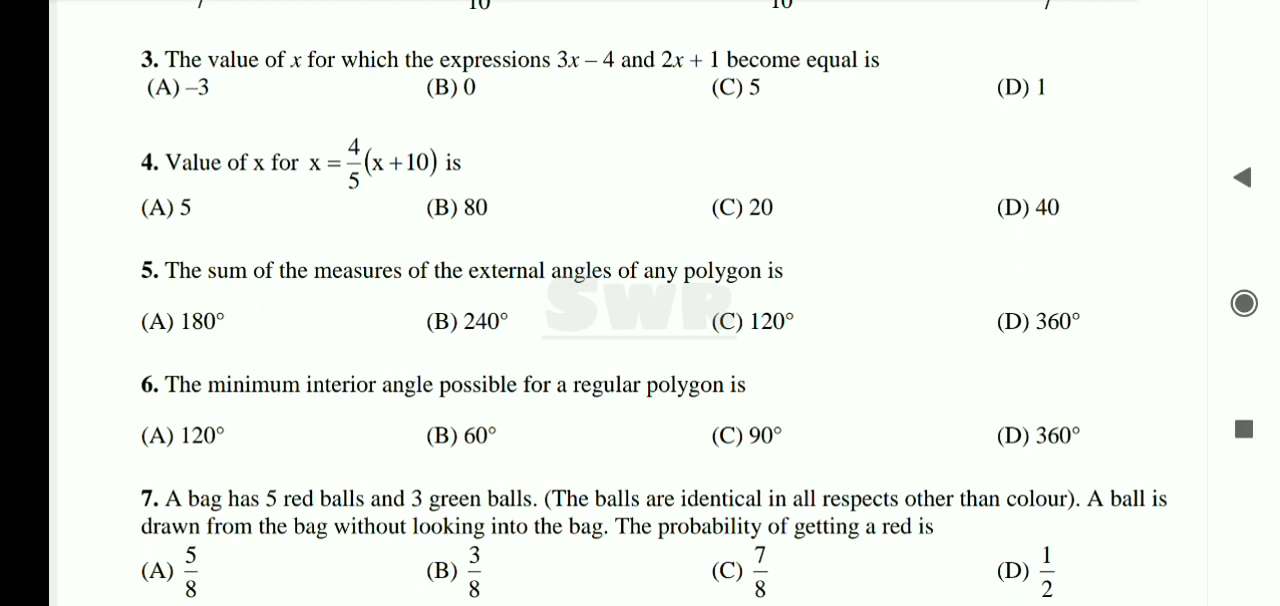 10 10
3. The value of x for which the expressions 3x – 4 and 2x + 1 become equal is
(A) –3 (B) 0 (C) 5 (D) 1
4. Value of x for x = 4/5 (x + 10) is
(A) 5 (B) 80 (C) 20 (D) 40
5. The sum of the measures of the external angles of any polygon is
SWR
(A) 180° (B) 240° (C) 120° (D) 360°
6. The minimum interior angle possible for a regular polygon is
(A) 120° (B) 60° (C) 90° (D) 360°
7. A bag has 5 red balls and 3 green balls. (The balls are identical in all respects other than colour). A ball is
drawn from the bag without looking into the bag. The probability of getting a red is
(A) 5/8 (B) 3/8 (C) 7/8 (D) 1/2